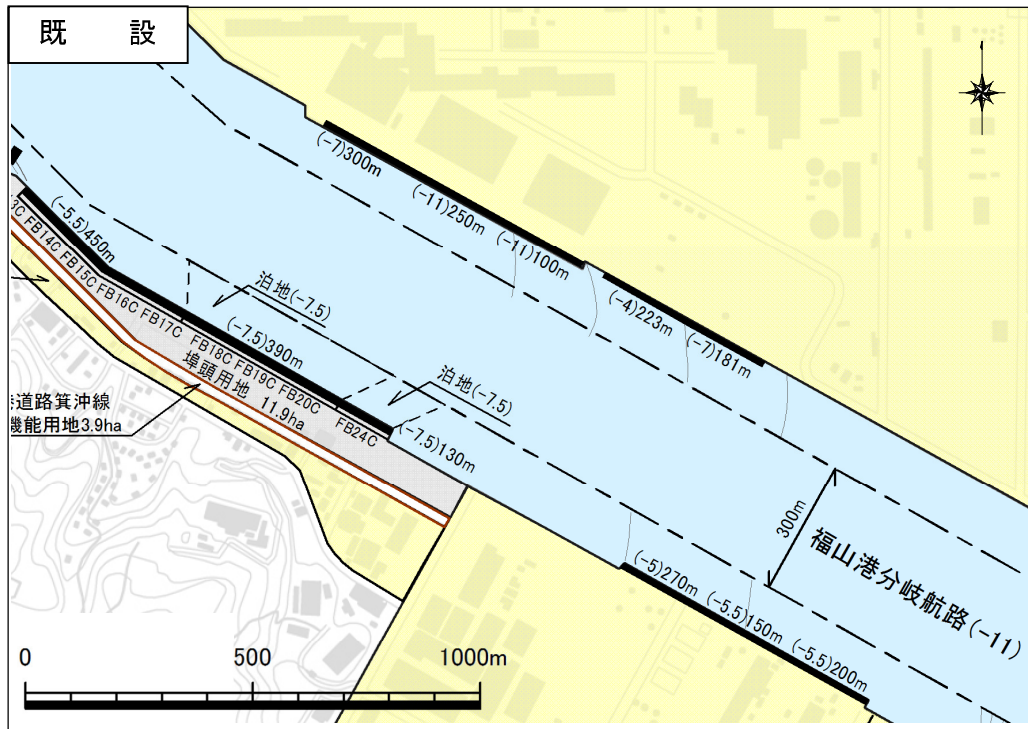 既 設
(-7)300m
(-11)250m
(-11)100m
(-4)223m
(-7)181m
(-5.5)450m
3C
FB14C
FB15C
FB16C
FB17C
FB18C
FB19C
FB20C
FB24C
泊地(-7.5)
(-7.5)390m
埠頭用地 11.9ha
泊地(-7.5)
(-7.5)130m
道路箕沖線
機能用地3.9ha
300m
福山港分岐航路(-11)
(-5)270m
(-5.5)150m
(-5.5)200m
0 500 1000m